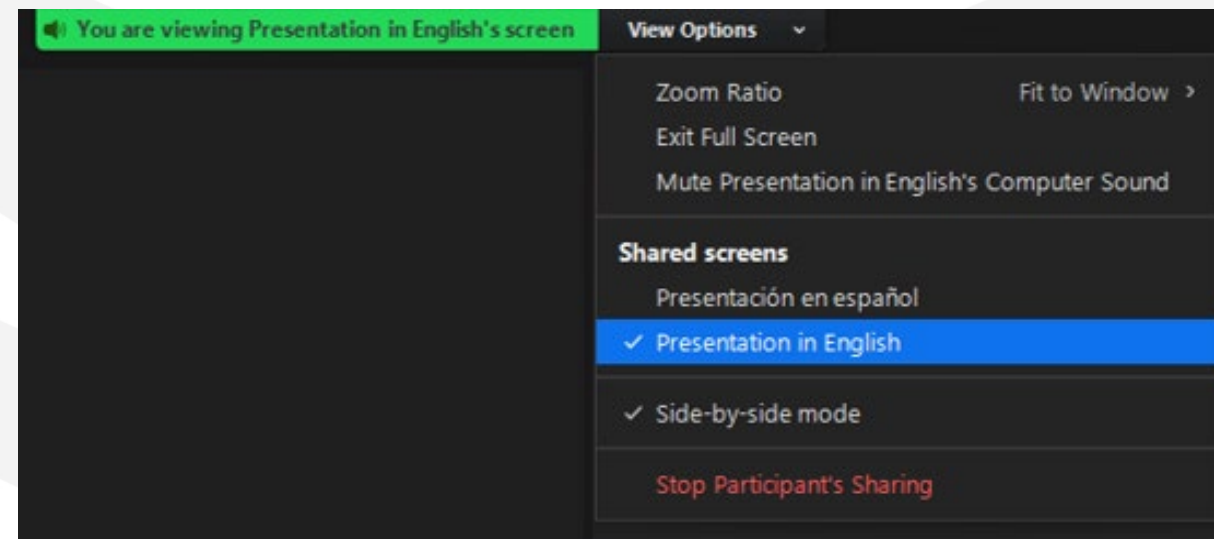 You are viewing Presentation in English's screen View Options
Zoom Ratio Fit to Window >
Exit Full Screen
Mute Presentation in English's Computer Sound
Shared screens
Presentación en español
✓ Presentation in English
✓ Side-by-side mode
Stop Participant's Sharing